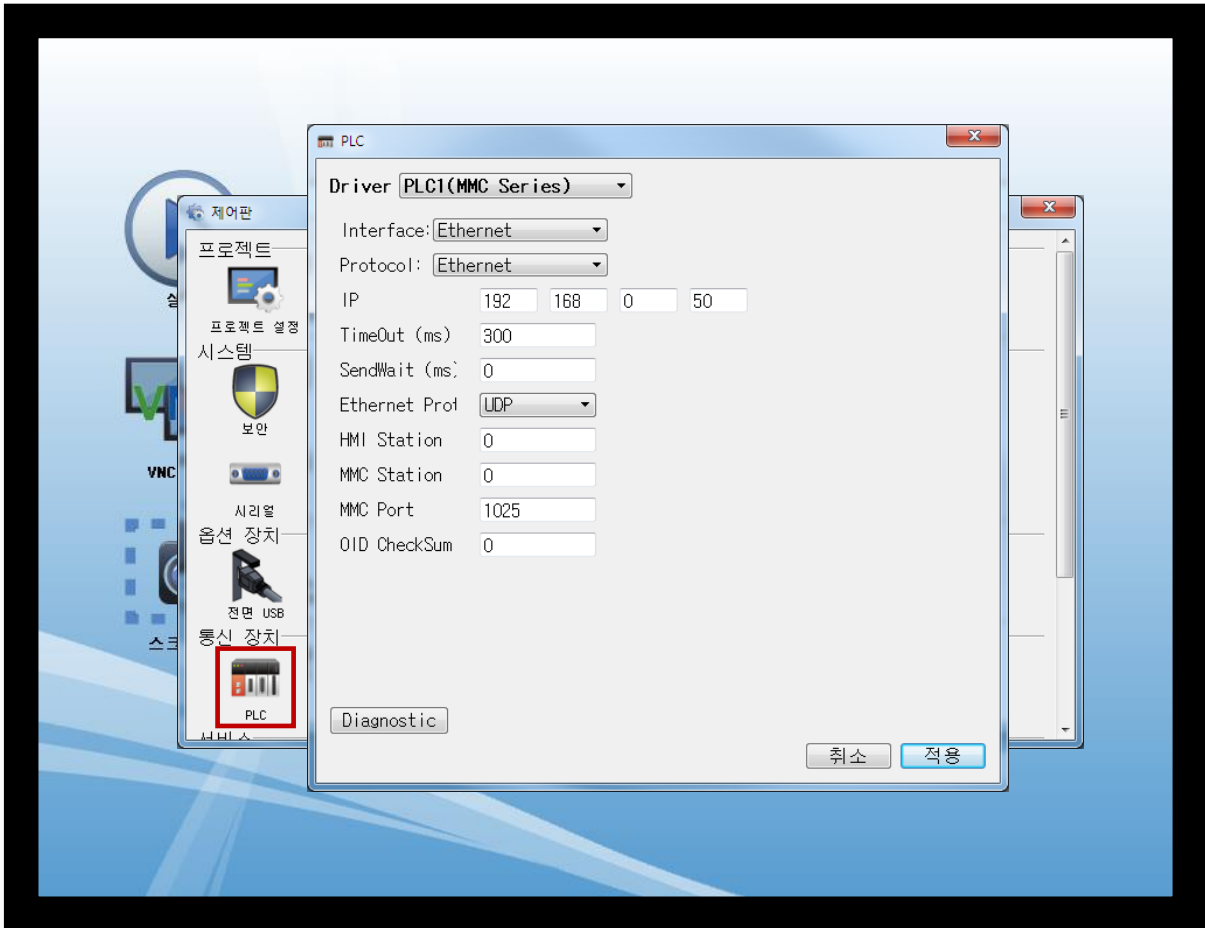 PLC
Driver PLC1(MMC Series)
제어판
Interface: Ethernet
프로젝트
Protocol: Ethernet
IP 192 168 0 50
프로젝트 설정
TimeOut (ms) 300
시스템
SendWait (ms) 0
Ethernet Prot UDP
보안
HMI Station 0
VNC
MMC Station 0
시리얼
MMC Port 1025
옵션 장치
OID CheckSum 0
전면 USB
통신 장치
PLC
Diagnostic
취소 적용